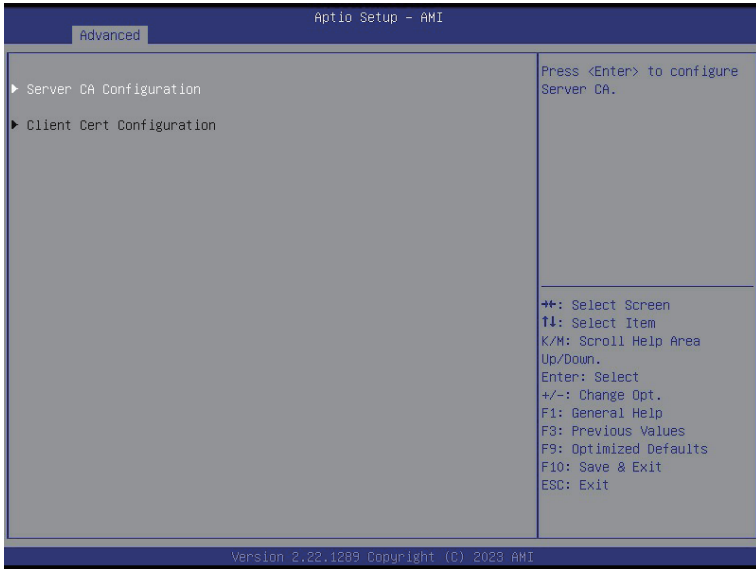 Aptio Setup – AMI
Advanced
Server CA Configuration
Client Cert Configuration
Press <Enter> to configure
Server CA.
→←: Select Screen
↑↓: Select Item
K/M: Scroll Help Area
Up/Down.
Enter: Select
+/-: Change Opt.
F1: General Help
F3: Previous Values
F9: Optimized Defaults
F10: Save & Exit
ESC: Exit
Version 2.22.1289 Copyright (C) 2023 AMI